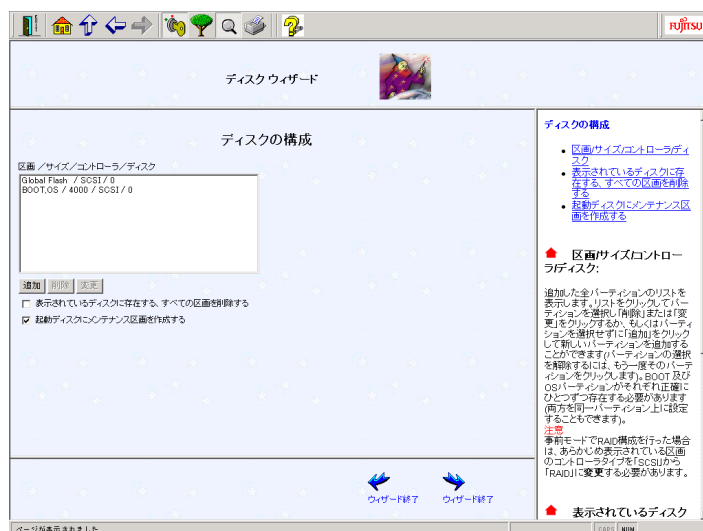 FUJITSU
ディスク ウィザード
ディスクの構成
区画 ／サイズ／コントローラ／ディスク
Global Flash / SCSI / 0
BOOT,OS / 4000 / SCSI / 0
追加 削除 変更
表示されているディスクに存在する、すべての区画を削除する
起動ディスクにメンテナンス区画を作成する
ウィザード終了 ウィザード終了
ディスクの構成
区画/サイズ/コントローラ/ディ
スク
表示されているディスクに存
在する、すべての区画を削除
する
起動ディスクにメンテナンス区
画を作成する
区画/サイズ/コントロー
ラ/ディスク:
追加した全パーティションのリストを
表示します。リストをクリックしてパー
ティションを選択し「削除」または「変
更」をクリックするか、もしくはパーティ
ションを選択せずに「追加」をクリック
して新しいパーティションを追加する
ことができます(パーティションの選択
を解除するには、もう一度そのパーテ
ィションをクリックします)。BOOT 及び
OSパーティションがそれぞれ正確に
ひとつずつ存在する必要があります
(両方を同一パーティション上に設定
することもできます)。
注意
事前モードでRAID構成を行った場合
は、あらかじめ表示されている区画
のコントローラタイプを「SCSI」から
「RAID」に変更する必要があります。
表示されているディスク
ページが表示されました
CAPS NUM